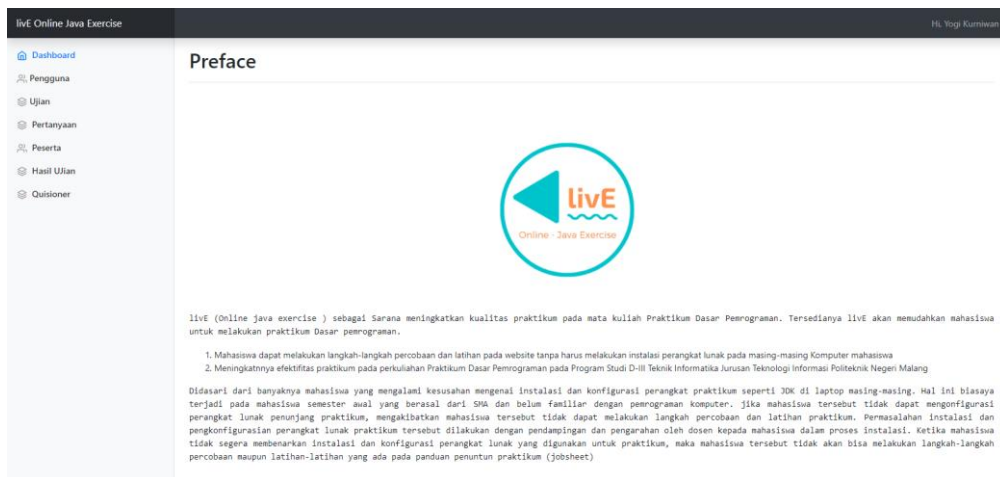 livE Online Java Exercise
Hi, Yogi Kurniwan
Dashboard
Pengguna
Ujian
Pertanyaan
Peserta
Hasil UJian
Quisioner
Preface
livE
Online - Java Exercise
livE (Online java exercise ) sebagai Sarana meningkatkan kualitas praktikum pada mata kuliah Praktikum Dasar Pemrograman. Tersedianya livE akan memudahkan mahasiswa
untuk melakukan praktikum Dasar pemrograman.
1. Mahasiswa dapat melakukan langkah-langkah percobaan dan latihan pada website tanpa harus melakukan instalasi perangkat lunak pada masing-masing Komputer mahasiswa
2. Meningkatnnya efektifitas praktikum pada perkuliahan Praktikum Dasar Pemrograman pada Program Studi D-III Teknik Informatika Jurusan Teknologi Informasi Politeknik Negeri Malang
Didasari dari banyaknya mahasiswa yang mengalami kesusahan mengenai instalasi dan konfigurasi perangkat praktikum seperti JDK di laptop masing-masing. Hal ini biasaya
terjadi pada mahasiswa semester awal yang berasal dari SMA dan belum familiar dengan pemrograman komputer. jika mahasiswa tersebut tidak dapat mengonfigurasi
perangkat lunak penunjang praktikum, mengakibatkan mahasiswa tersebut tidak dapat melakukan langkah percobaan dan latihan praktikum. Permasalahan instalasi dan
pengkonfigurasian perangkat lunak praktikum tersebut dilakukan dengan pendampingan dan pengarahan oleh dosen kepada mahasiswa dalam proses instalasi. Ketika mahasiswa
tidak segera membenarkan instalasi dan konfigurasi perangkat lunak yang digunakan untuk praktikum, maka mahasiswa tersebut tidak akan bisa melakukan langkah-langkah
percobaan maupun latihan-latihan yang ada pada panduan penuntun praktikum (jobsheet)